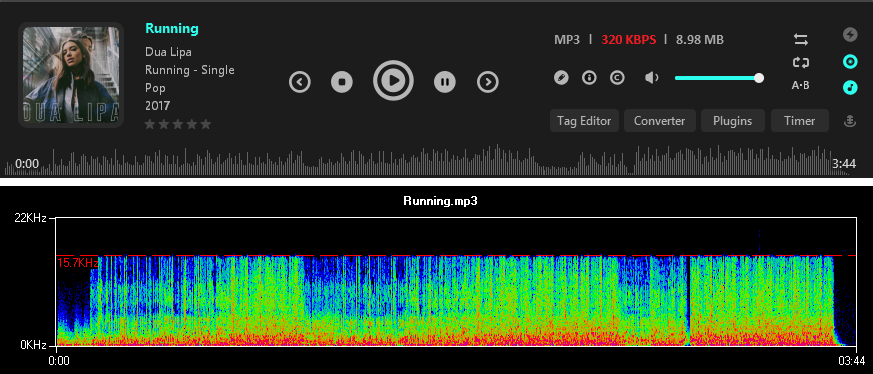 Running
Dua Lipa
Running - Single
Pop
2017
DUA LIPA
MP3 | 320 KBPS | 8.98 MB
A•B
Tag Editor
Converter
Plugins
Timer
0:00
3:44
Running.mp3
22KHz
15.7KHz
0KHz
0:00
03:44